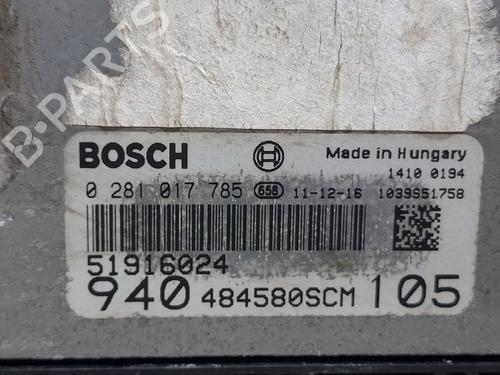 B-PARTS
BOSCH
Made in Hungary
1410 0194
0 281 017 785 658 11-12-16 1039S51758
51916024
940 484580SCM 105